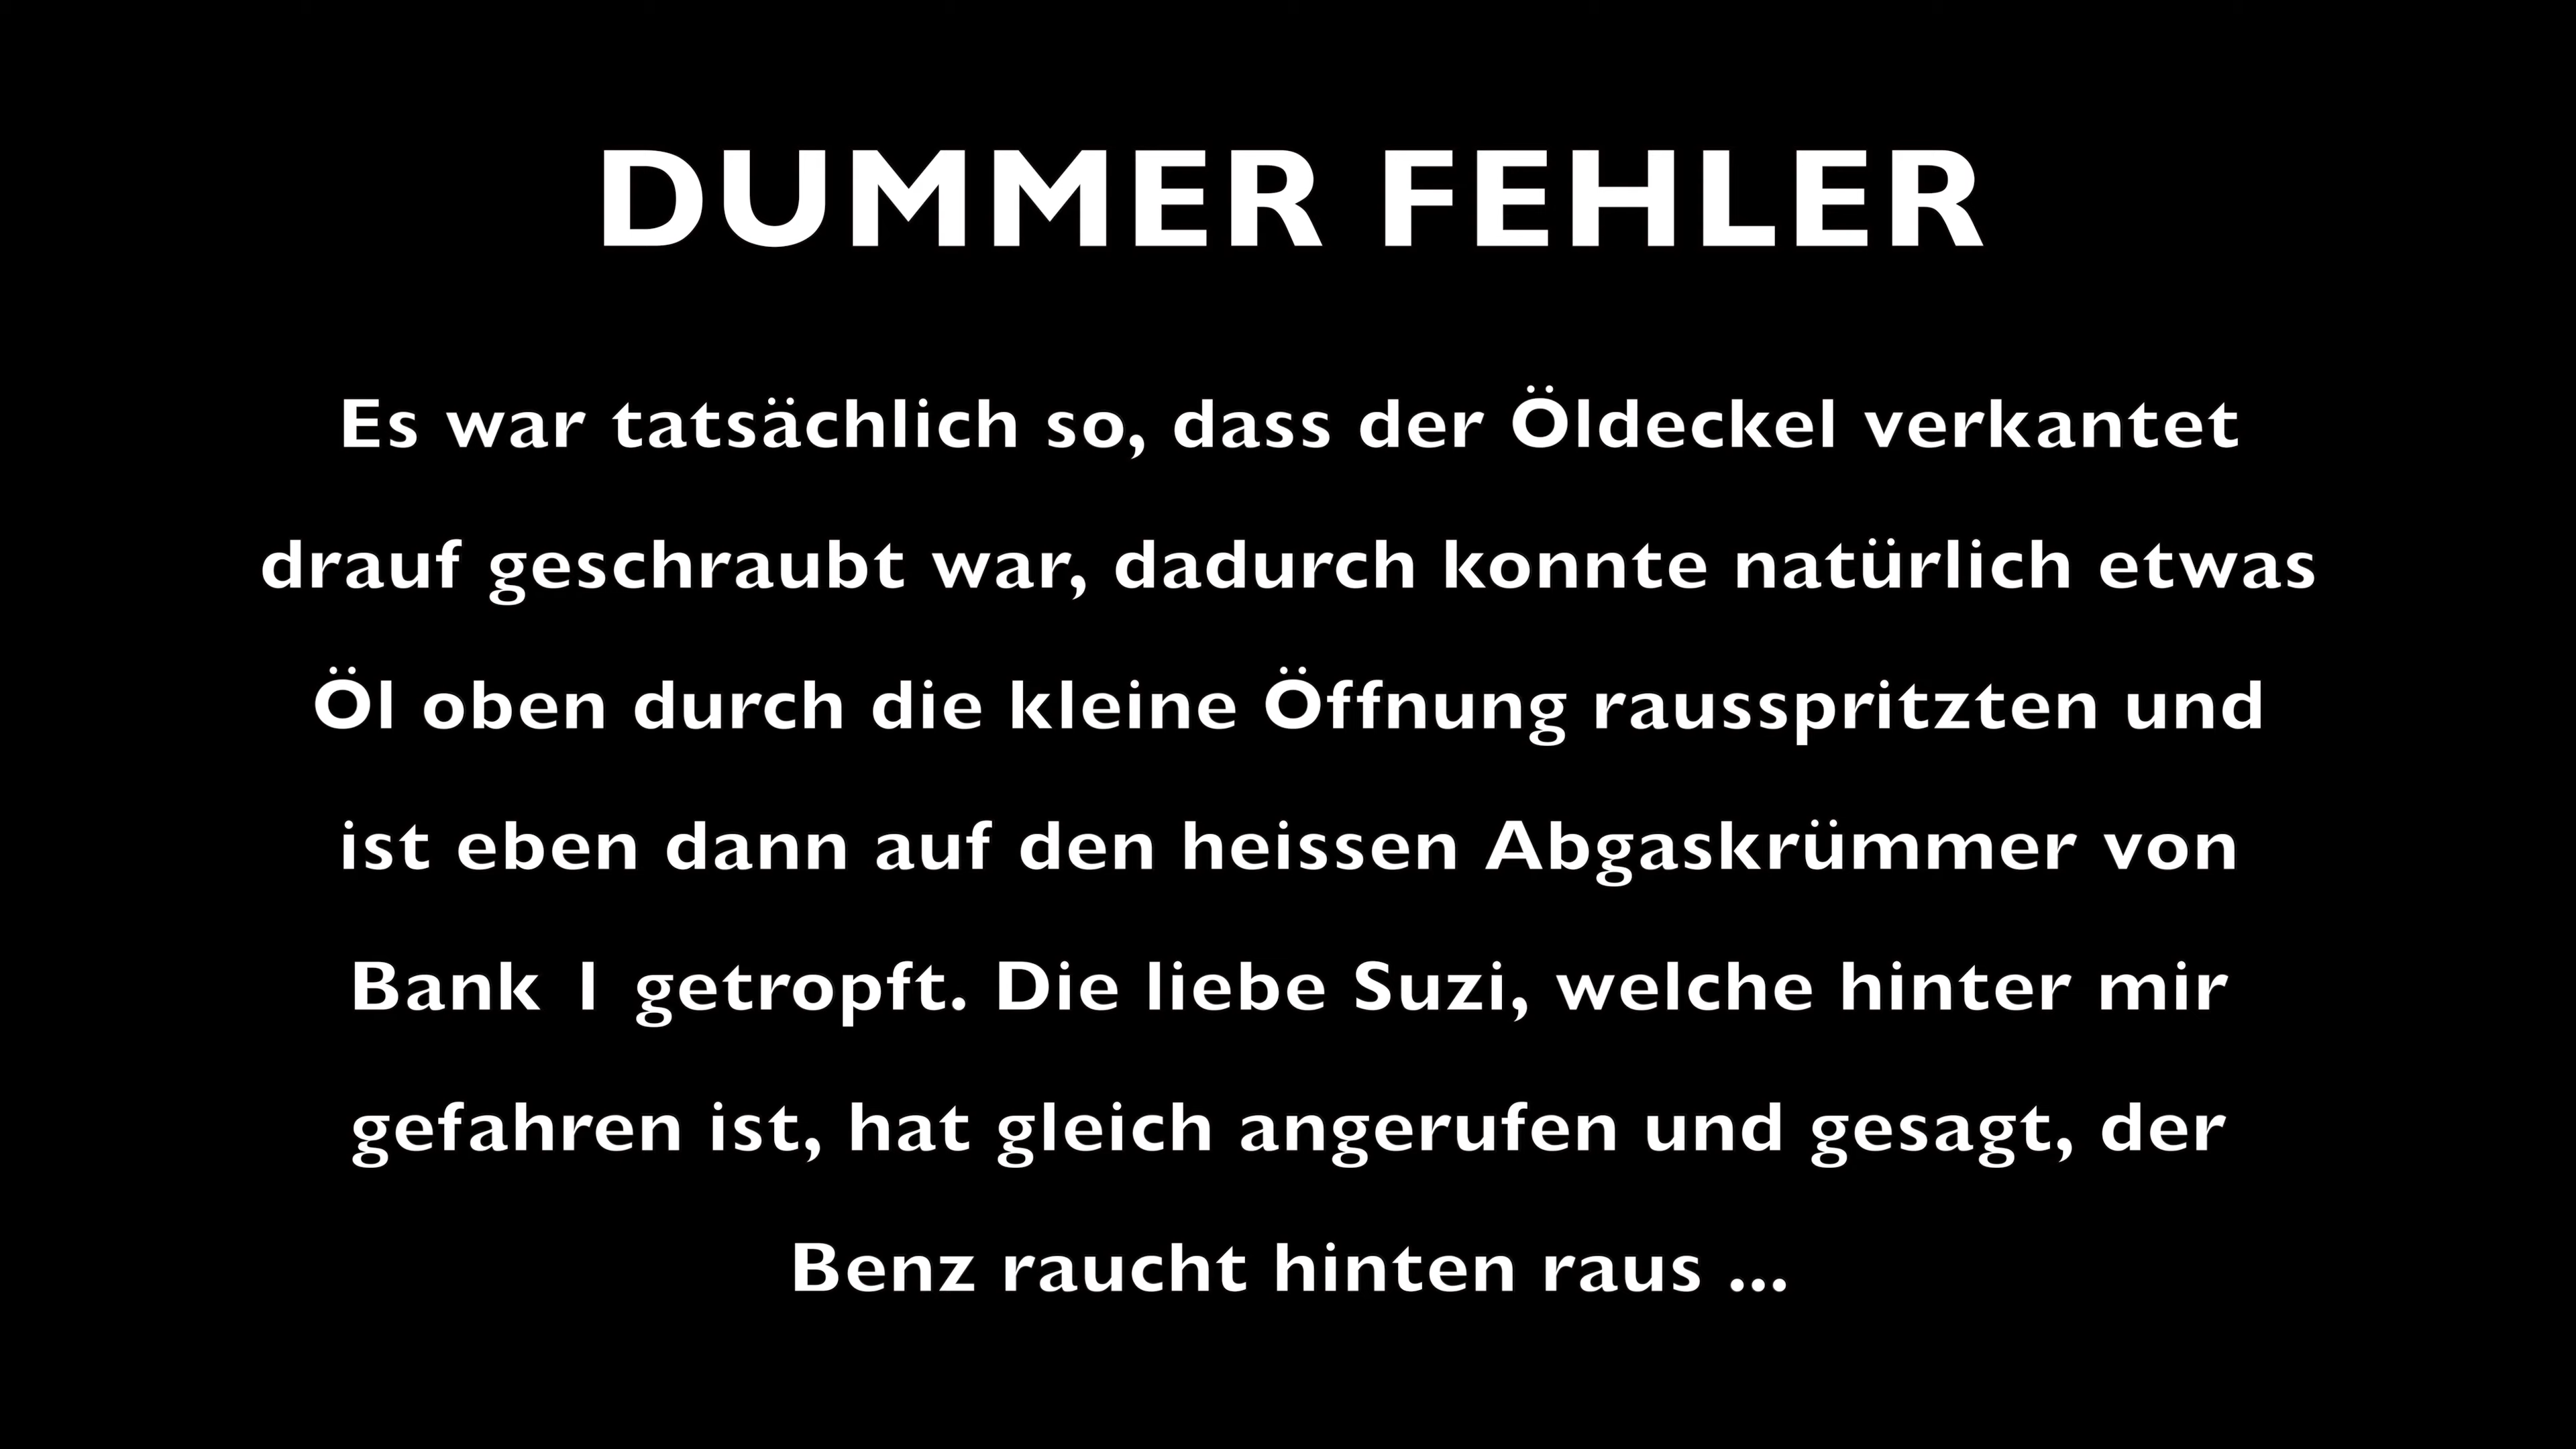 DUMMER FEHLER
Es war tatsächlich so, dass der Öldeckel verkantet
drauf geschraubt war, dadurch konnte natürlich etwas
Öl oben durch die kleine Öffnung rausspritzten und
ist eben dann auf den heissen Abgaskrümmer von
Bank 1 getropft. Die liebe Suzi, welche hinter mir
gefahren ist, hat gleich angerufen und gesagt, der
Benz raucht hinten raus ...